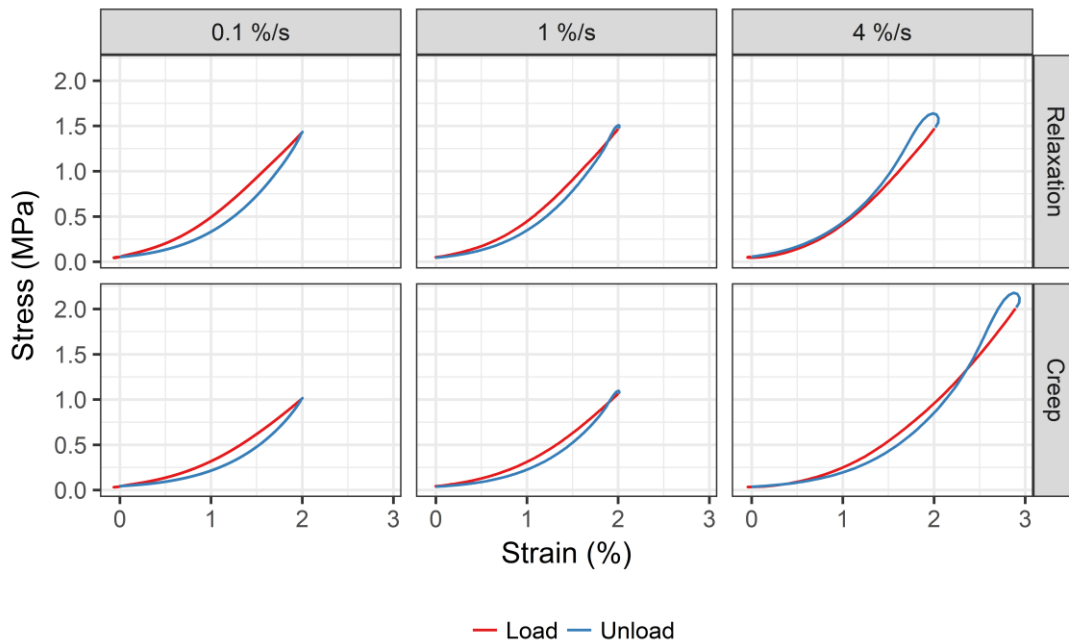 0.1 %/s
1 %/s
4 %/s
2.0
1.5
1.0
0.5
0.0
Relaxation
2.0
1.5
1.0
0.5
0.0
Creep
Stress (MPa)
0 1 2 3
0 1 2 3
0 1 2 3
Strain (%)
Load
Unload